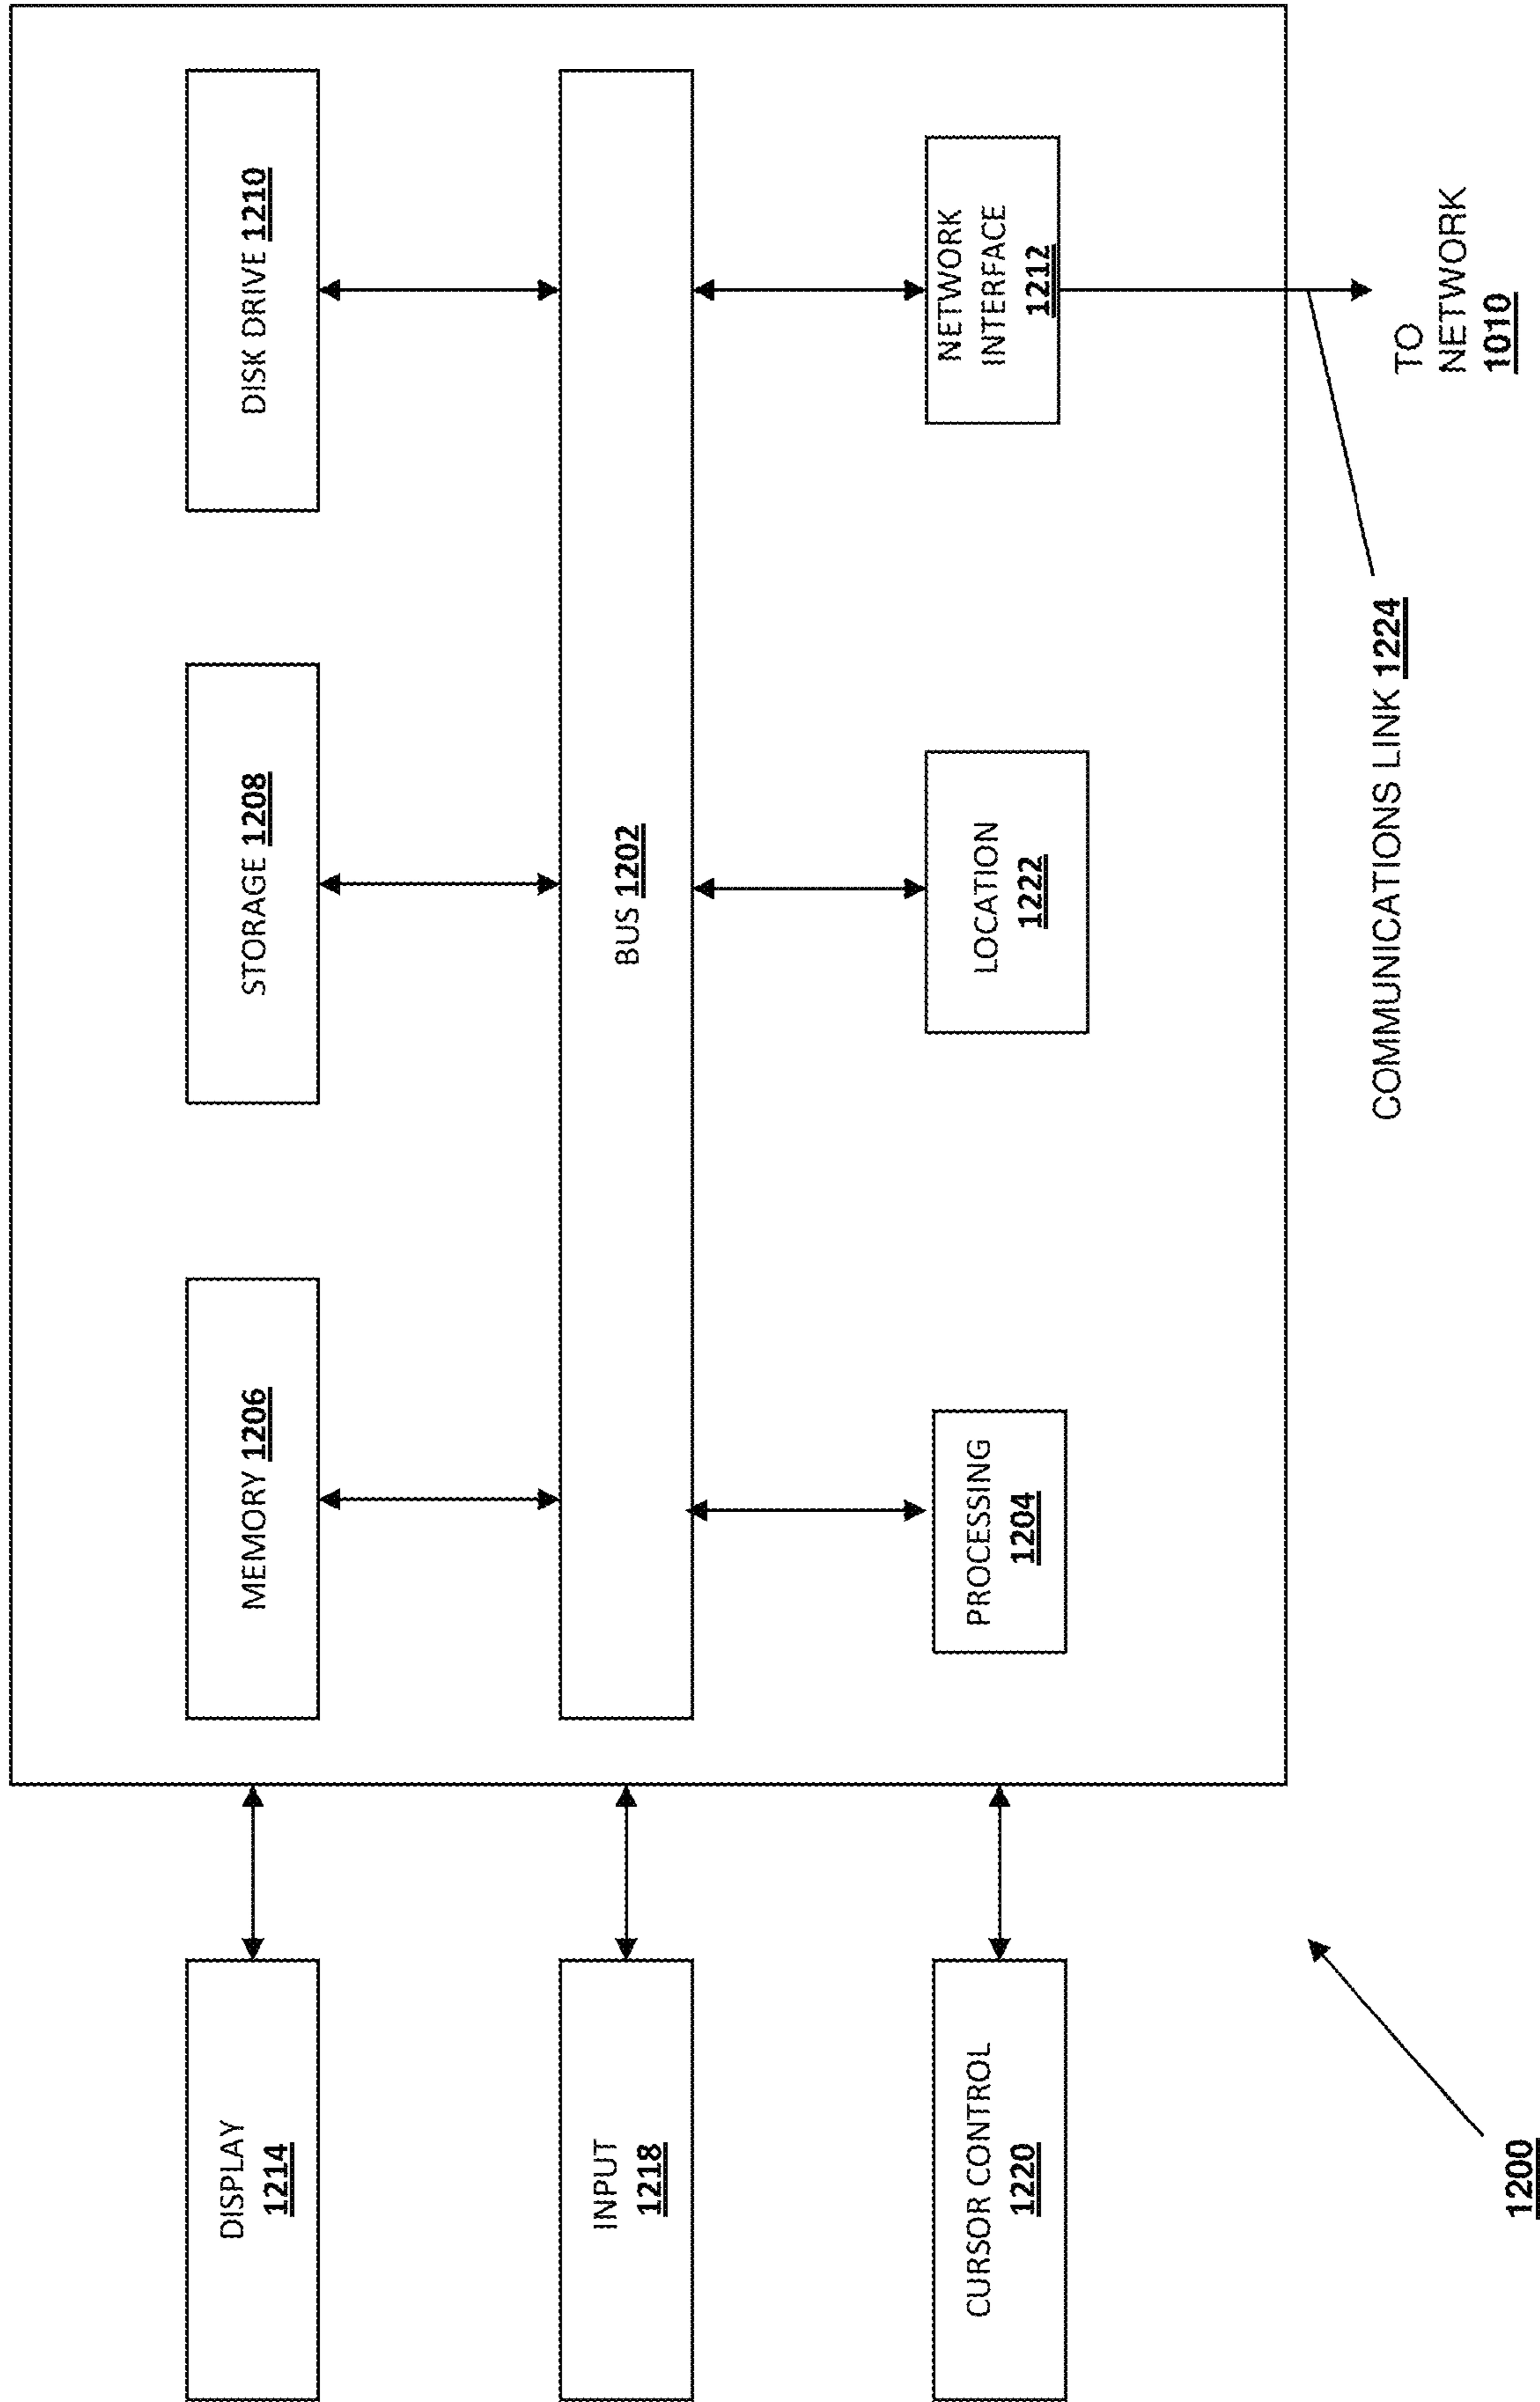 DISPLAY
1214
MEMORY 1206
STORAGE 1208
DISK DRIVE 1210
INPUT
1218
BUS 1202
CURSOR CONTROL
1220
PROCESSING
1204
LOCATION
1222
NETWORK
INTERFACE
1212
COMMUNICATIONS LINK 1224
TO
NETWORK
1010
1200